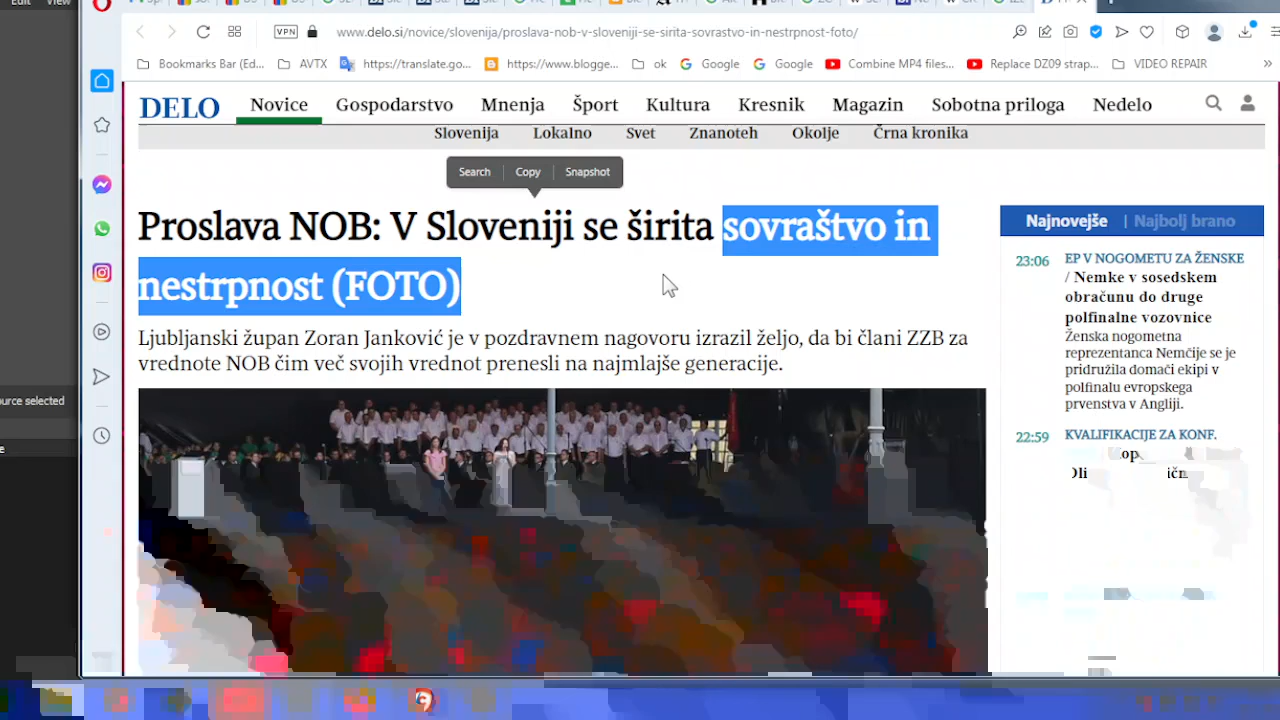 Edit View
www.delo.si/novice/slovenija/proslava-nob-v-sloveniji-se-sirita-sovrastvo-in-nestrpnost-foto/
VPN
Bookmarks Bar (Ed... AVTX https://translate.go... https://www.blogge... ok Google Google Combine MP4 files... Replace DZ09 strap... VIDEO REPAIR »
DELO Novice Gospodarstvo Mnenja Šport Kultura Kresnik Magazin Sobotna priloga Nedelo
Slovenija Lokalno Svet Znanoteh Okolje Črna kronika
Search Copy Snapshot
Proslava NOB: V Sloveniji se širita sovraštvo in
nestrpnost (FOTO)
Ljubljanski župan Zoran Janković je v pozdravnem nagovoru izrazil željo, da bi člani ZZB za
vrednote NOB čim več svojih vrednot prenesli na najmlajše generacije.
Najnovejše | Najbolj brano
23:06 EP V NOGOMETU ZA ŽENSKE
/ Nemke v sosedskem
obračunu do druge
polfinalne vozovnice
Ženska nogometna
reprezentanca Nemčije se je
pridružila domači ekipi v
polfinalu evropskega
prvenstva v Angliji.
22:59 KVALIFIKACIJE ZA KONF.
ource selected